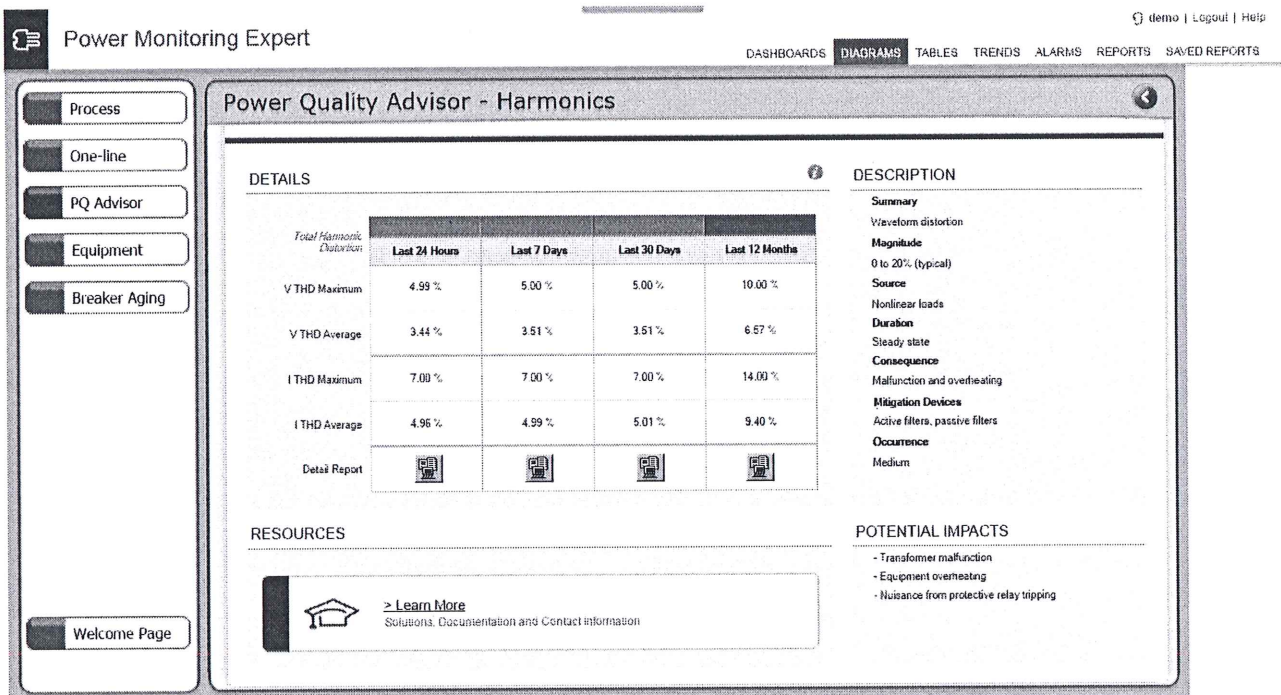 demo | Logout | Help
Power Monitoring Expert
DASHBOARDS DIAGRAMS TABLES TRENDS ALARMS REPORTS SAVED REPORTS
Process
One-line
PQ Advisor
Equipment
Breaker Aging
Welcome Page
Power Quality Advisor - Harmonics
DETAILS
Total Harmonic
Distortion
Last 24 Hours Last 7 Days Last 30 Days Last 12 Months
V THD Maximum 4.99 % 5.00 % 5.00 % 10.00 %
V THD Average 3.44 % 3.51 % 3.51 % 6.57 %
I THD Maximum 7.00 % 7.00 % 7.00 % 14.00 %
I THD Average 4.96 % 4.99 % 5.01 % 9.40 %
Detail Report
RESOURCES
> Learn More
Solutions, Documentation and Contact information
DESCRIPTION
Summary
Waveform distortion
Magnitude
0 to 20% (typical)
Source
Nonlinear loads
Duration
Steady state
Consequence
Malfunction and overheating
Mitigation Devices
Active filters, passive filters
Occurrence
Medium
POTENTIAL IMPACTS
- Transformer malfunction
- Equipment overheating
- Nuisance from protective relay tripping